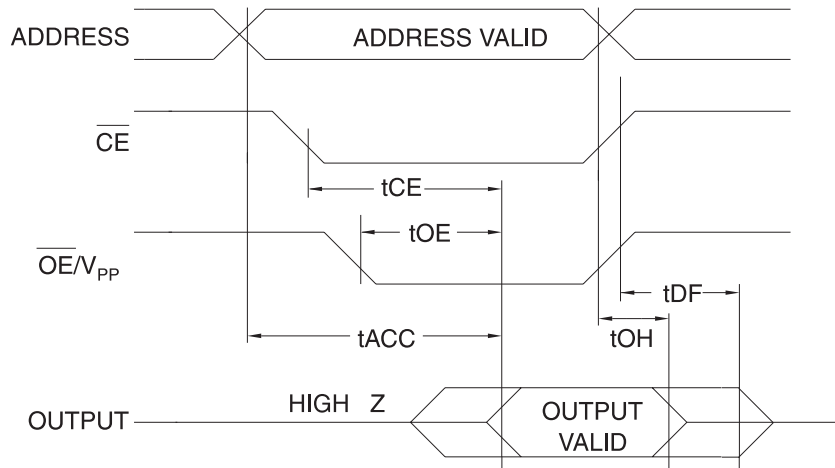 ADDRESS
ADDRESS VALID
CE
tCE
tOE
OE/VPP
tDF
tACC
tOH
HIGH Z
OUTPUT
OUTPUT
VALID